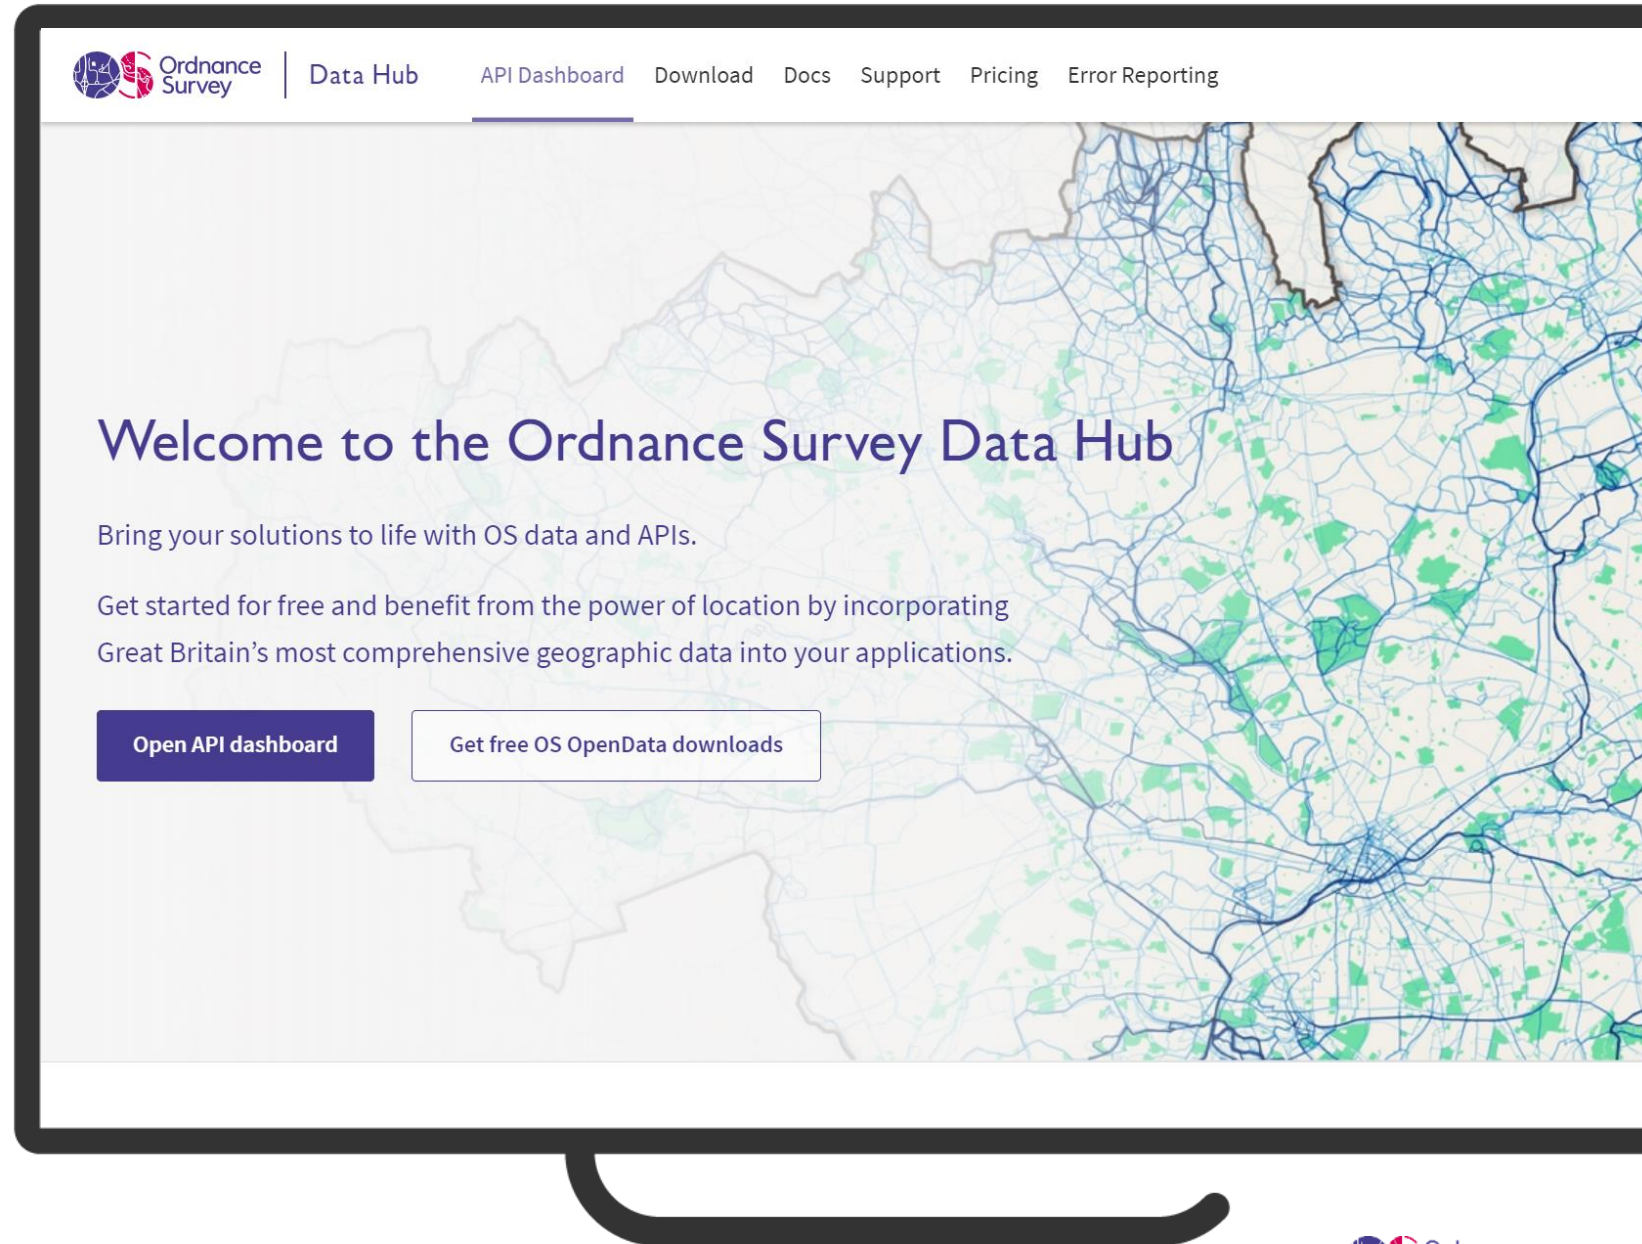 Ordnance
Survey
Data Hub
API Dashboard Download Docs Support Pricing Error Reporting
Welcome to the Ordnance Survey Data Hub
Bring your solutions to life with OS data and APIs.
Get started for free and benefit from the power of location by incorporating
Great Britain’s most comprehensive geographic data into your applications.
Open API dashboard
Get free OS OpenData downloads